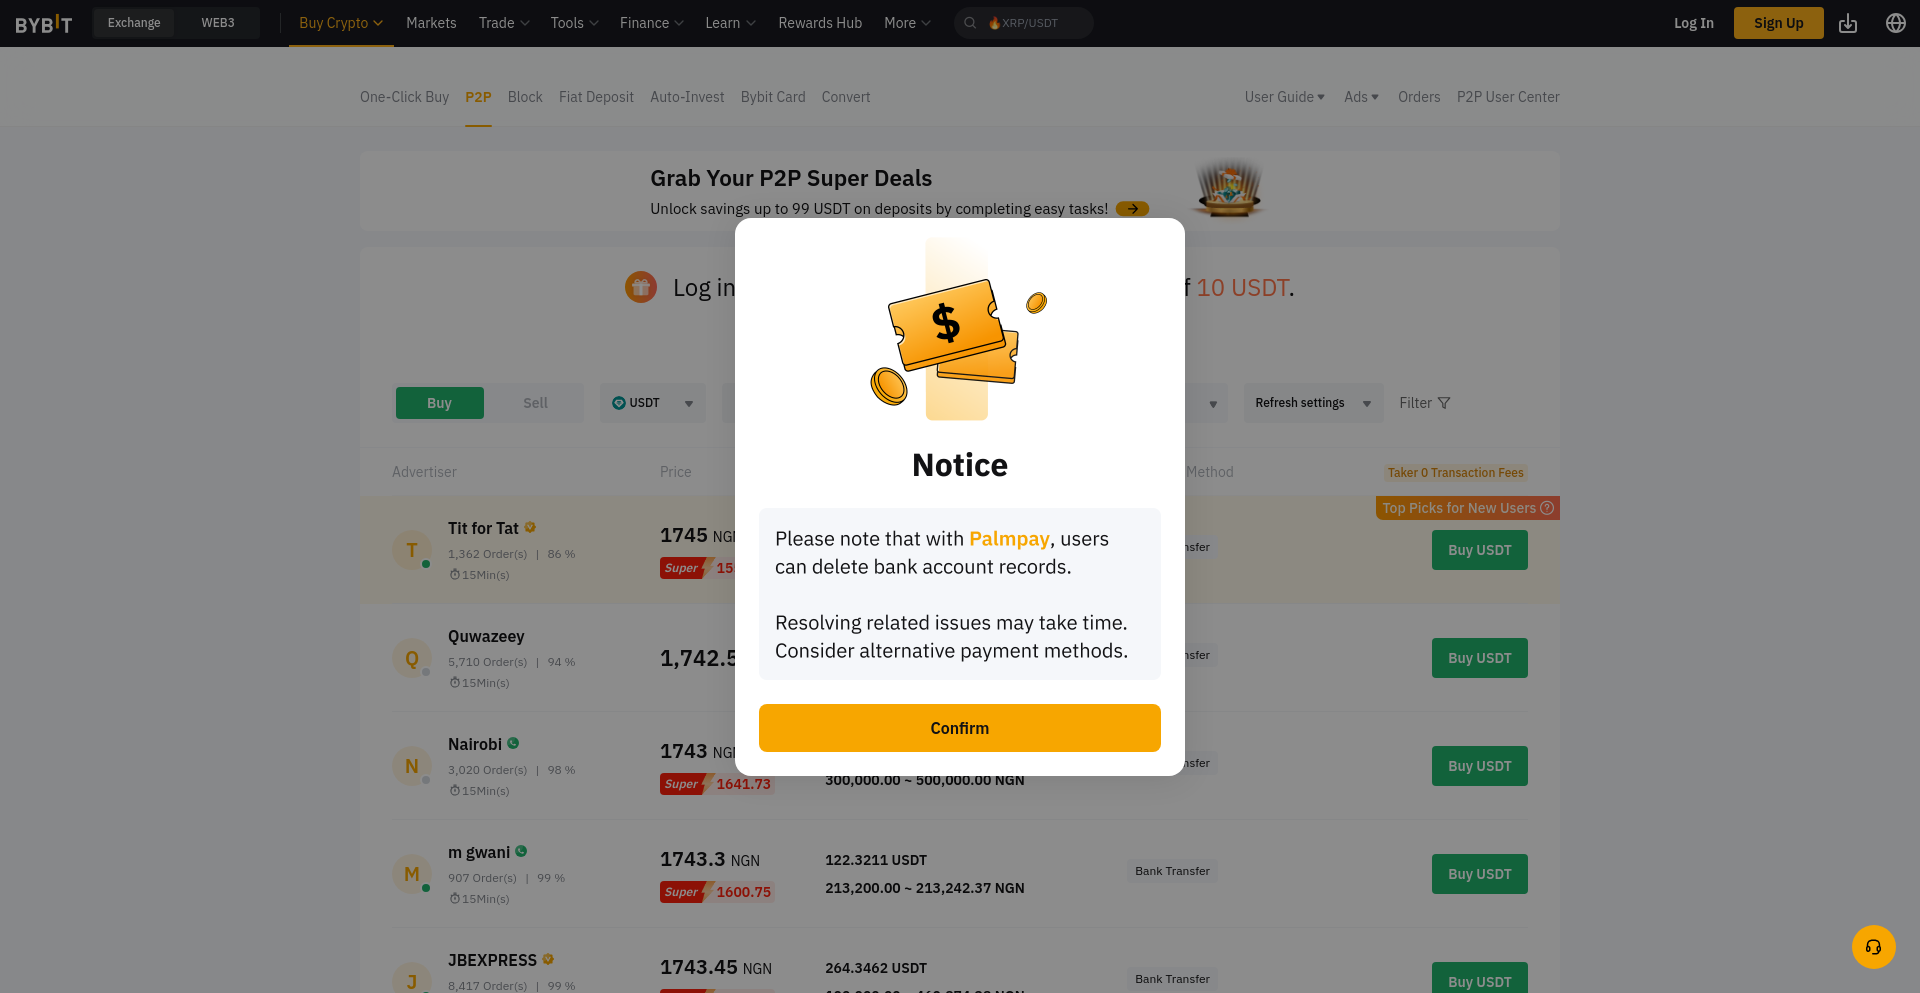 BYBIT Exchange WEB3 Buy Crypto Markets Trade Tools Finance Learn Rewards Hub More XRP/USDT Log In Sign Up
One-Click Buy P2P Block Fiat Deposit Auto-Invest Bybit Card Convert User Guide Ads Orders P2P User Center
Grab Your P2P Super Deals
Unlock savings up to 99 USDT on deposits by completing easy tasks!
Log in 10 USDT.
Buy Sell USDT Refresh settings Filter
Advertiser Price Method Taker 0 Transaction Fees
Top Picks for New Users
Tit for Tat
1,362 Order(s) | 86 %
15Min(s)
1745
Super
T
Buy USDT
Quwazeey
5,710 Order(s) | 94 %
15Min(s)
1,742.5
Q
Buy USDT
Nairobi
3,020 Order(s) | 98 %
15Min(s)
1743
Super 1641.73
300,000.00 ~ 500,000.00 NGN
N
Buy USDT
m gwani
907 Order(s) | 99 %
15Min(s)
1743.3 NGN
Super 1600.75
122.3211 USDT
213,200.00 ~ 213,242.37 NGN
Bank Transfer
M
Buy USDT
JBEXPRESS
8,417 Order(s) | 99 %
1743.45 NGN
264.3462 USDT
Bank Transfer
J
Buy USDT
$
Notice
Please note that with Palmpay, users
can delete bank account records.
Resolving related issues may take time.
Consider alternative payment methods.
Confirm